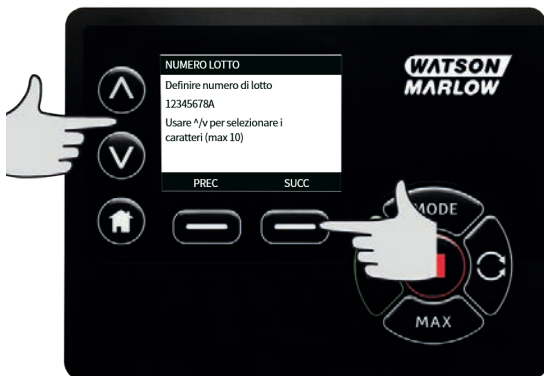 WATSON
MARLOW
NUMERO LOTTO
Definire numero di lotto
12345678A
Usare ^/v per selezionare i
caratteri (max 10)
PREC SUCC
MODE
MAX